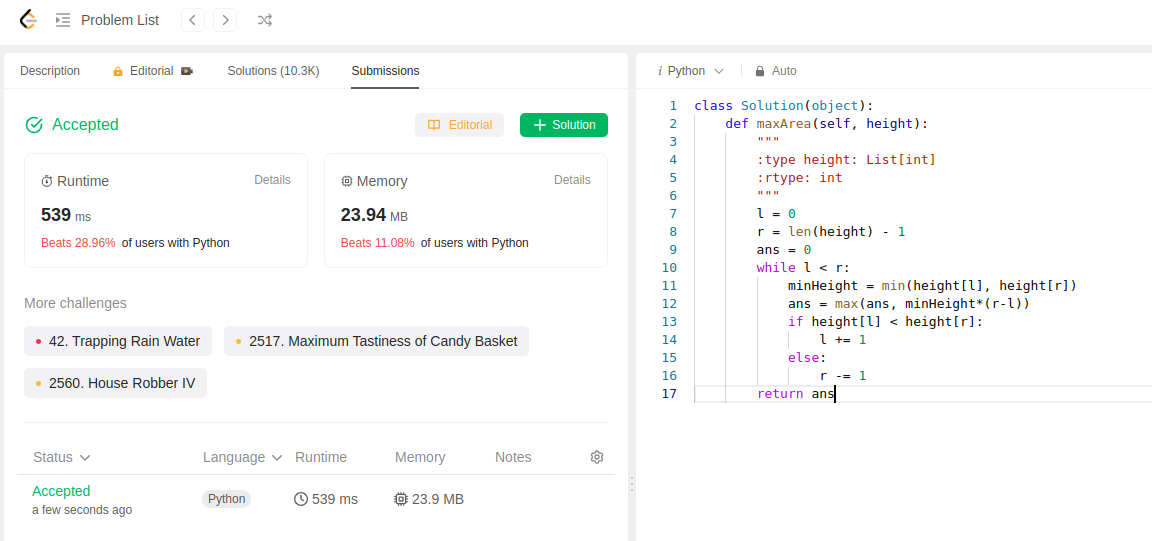 Problem List
Description Editorial Solutions (10.3K) Submissions
Accepted Editorial Solution
Runtime Details
539 ms
Beats 28.96% of users with Python
Memory Details
23.94 MB
Beats 11.08% of users with Python
More challenges
42. Trapping Rain Water 2517. Maximum Tastiness of Candy Basket
2560. House Robber IV
Status Language Runtime Memory Notes
Accepted Python 539 ms 23.9 MB
a few seconds ago
i Python Auto
1 class Solution(object):
2     def maxArea(self, height):
3         """
4         :type height: List[int]
5         :rtype: int
6         """
7         l = 0
8         r = len(height) - 1
9         ans = 0
10         while l < r:
11             minHeight = min(height[l], height[r])
12             ans = max(ans, minHeight*(r-l))
13             if height[l] < height[r]:
14                 l += 1
15             else:
16                 r -= 1
17         return ans